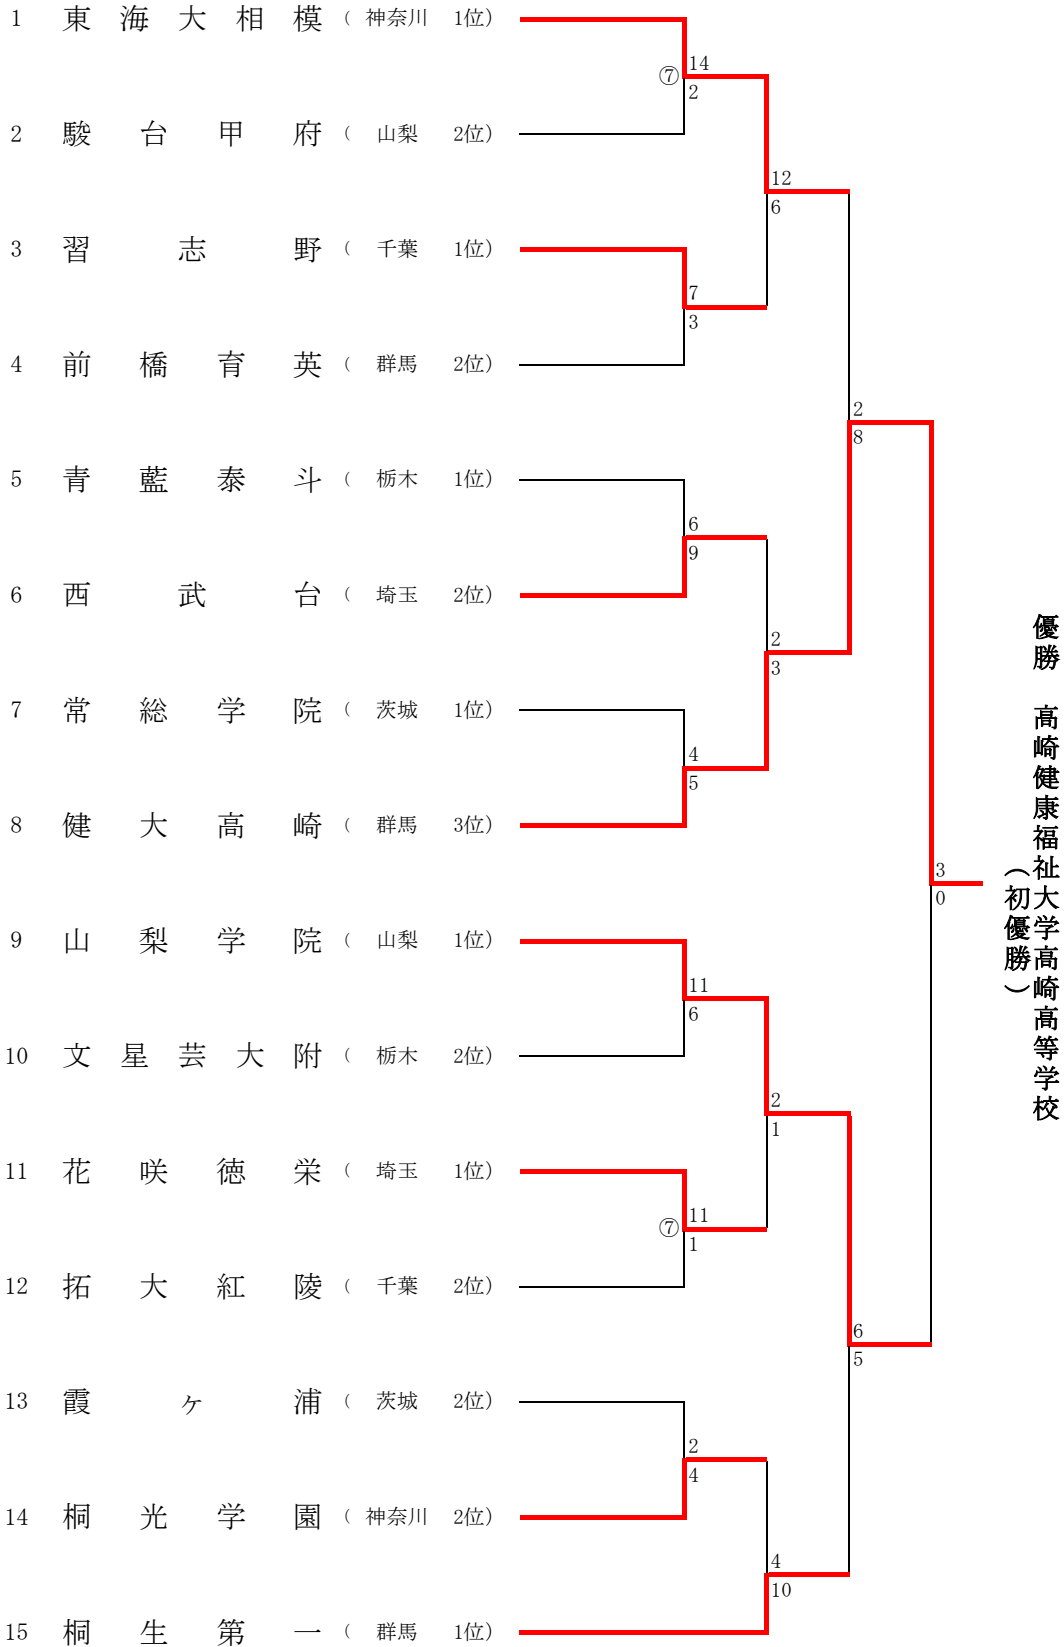 1 東海大相模 ( 神奈川 1位)
14
⑦
2
2 駿台甲府 ( 山梨 2位)
12
6
3 習志野 ( 千葉 1位)
7
3
4 前橋育英 ( 群馬 2位)
2
8
5 青藍泰斗 ( 栃木 1位)
6
9
6 西武台 ( 埼玉 2位)
2
3
7 常総学院 ( 茨城 1位)
4
5
8 健大高崎 ( 群馬 3位)
3
0
9 山梨学院 ( 山梨 1位)
11
6
10 文星芸大附 ( 栃木 2位)
2
1
11 花咲徳栄 ( 埼玉 1位)
11
⑦
1
12 拓大紅陵 ( 千葉 2位)
6
5
13 霞ヶ浦 ( 茨城 2位)
2
4
14 桐光学園 ( 神奈川 2位)
4
10
15 桐生第一 ( 群馬 1位)
優勝 高崎健康福祉大学高崎高等学校
(初優勝)